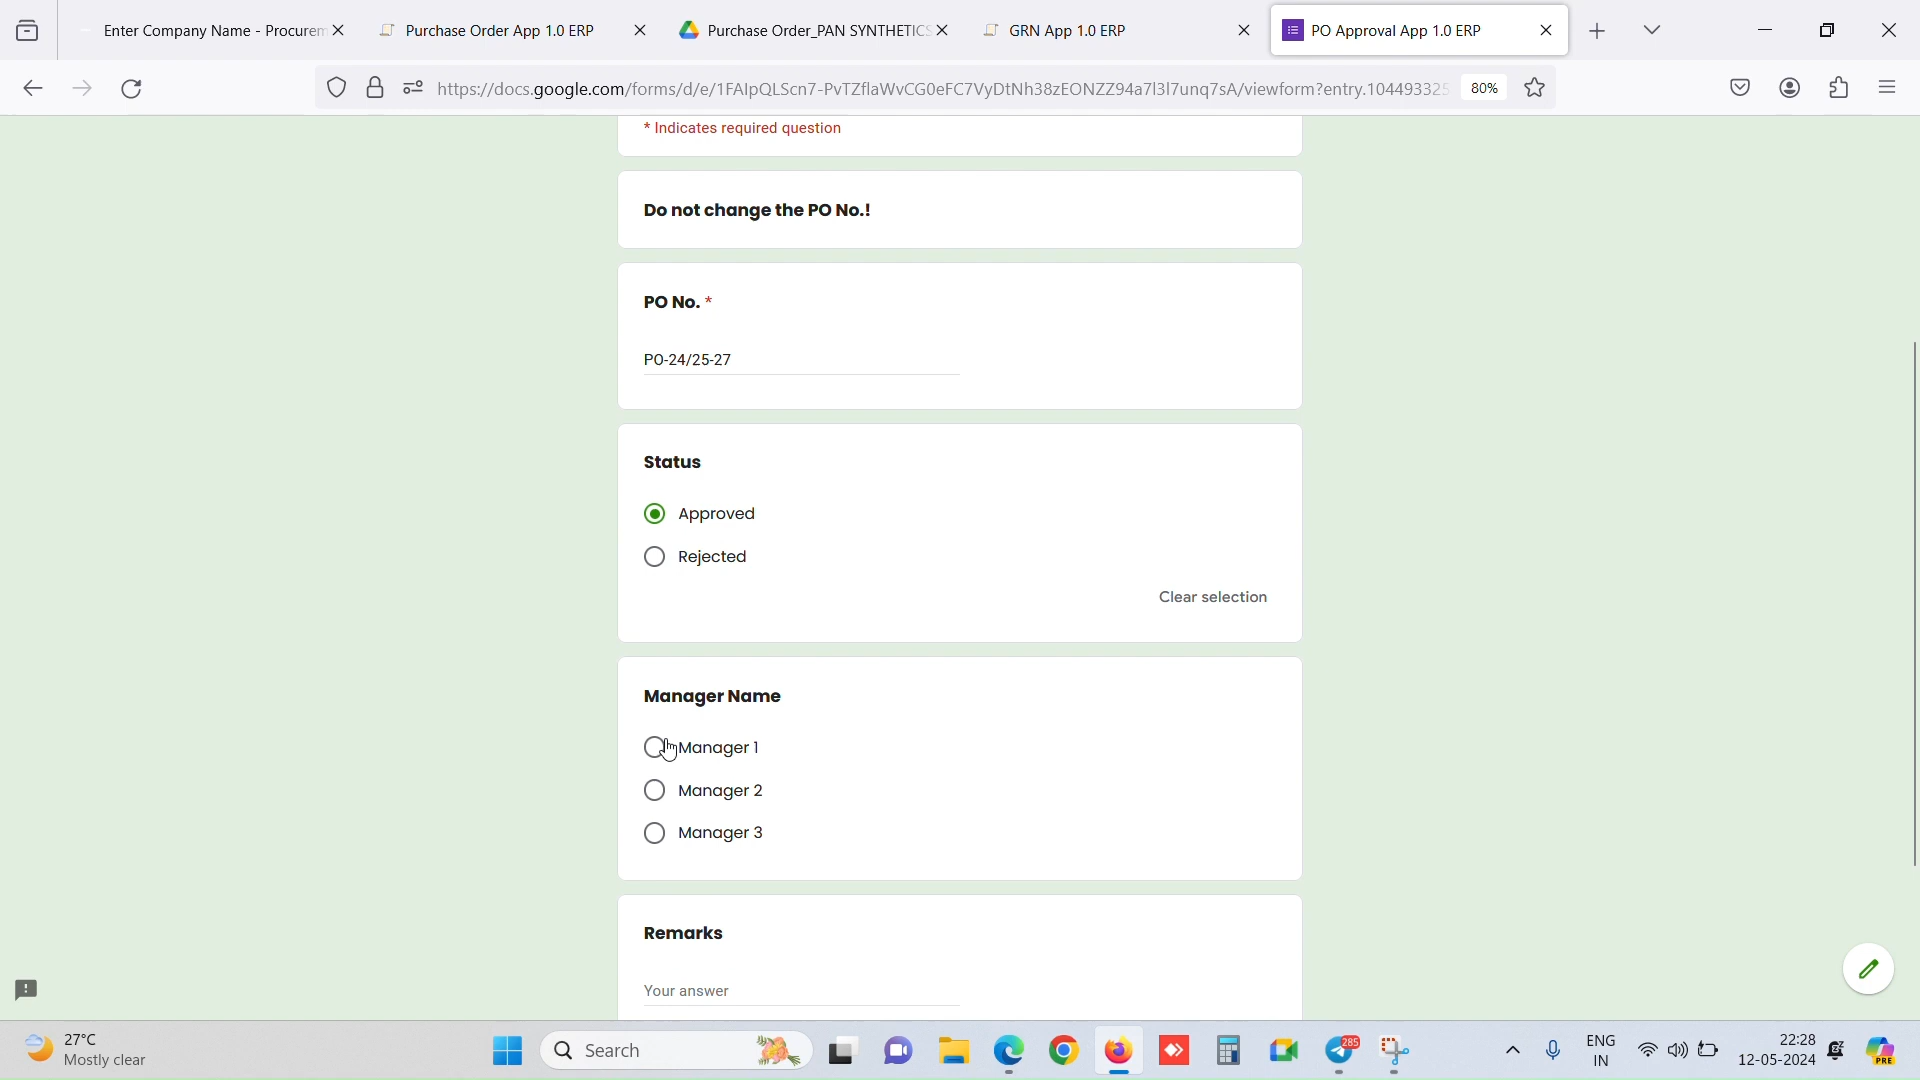 Enter Company Name - Procurem
Purchase Order App 1.0 ERP
Purchase Order_PAN SYNTHETICS
GRN App 1.0 ERP
PO Approval App 1.0 ERP
https://docs.google.com/forms/d/e/1FAIpQLScn7-PvTZflaWvCG0eFC7VyDtNh38zEONZZ94a7l3l7unq7sA/viewform?entry.104493325
80%
* Indicates required question
Do not change the PO No.!
PO No. *
PO-24/25-27
Status
Approved
Rejected
Clear selection
Manager Name
Manager 1
Manager 2
Manager 3
Remarks
Your answer
27°C
Mostly clear
Search
285
ENG
IN
22:28
12-05-2024
PRE